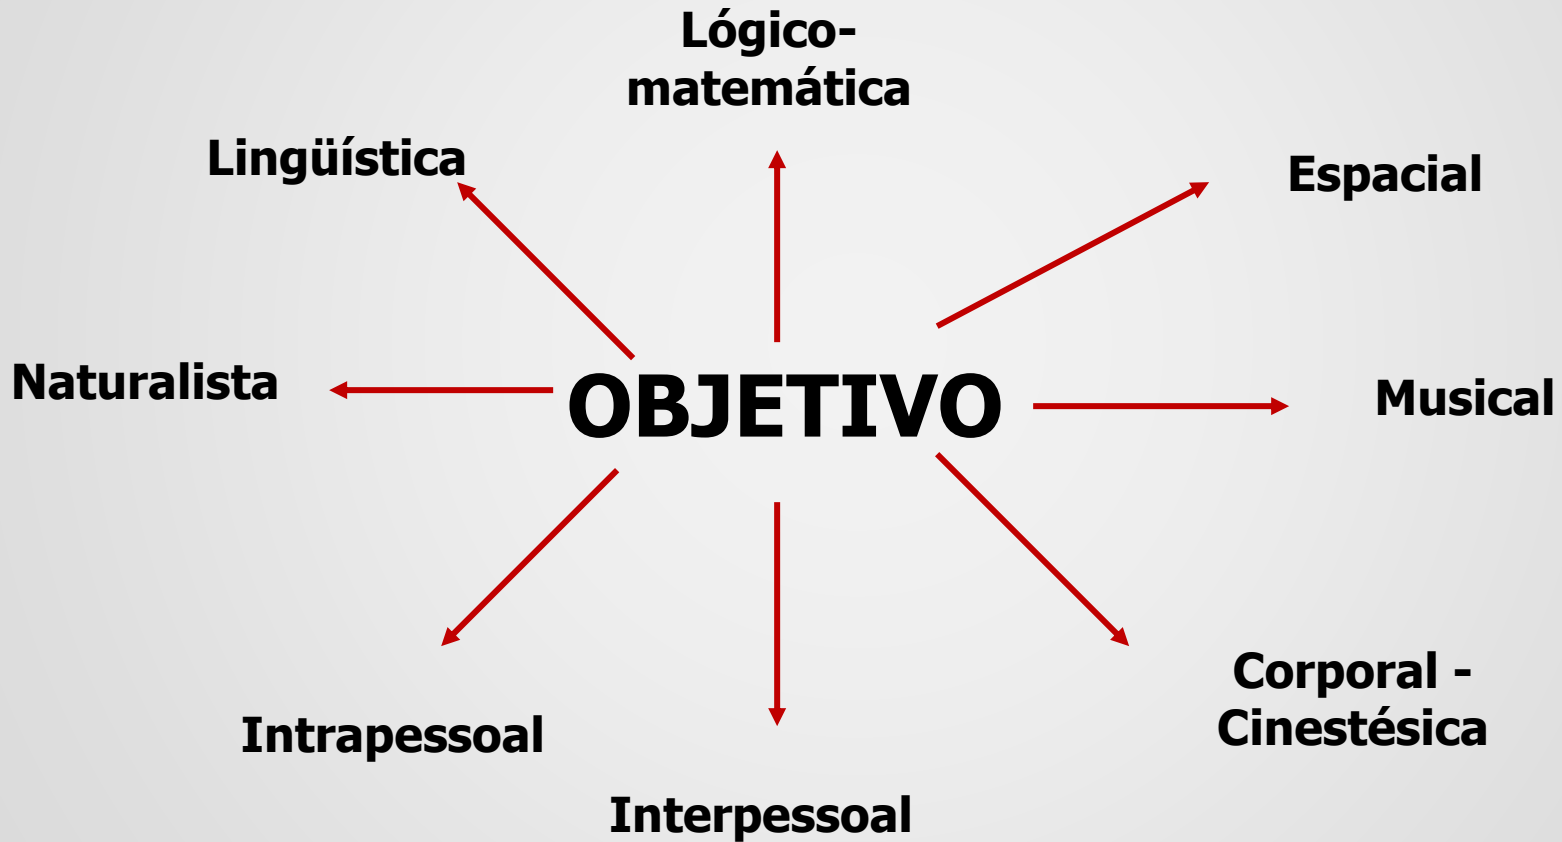 Lógico-
matemática
Lingüística
Espacial
Naturalista
OBJETIVO
Musical
Corporal -
Cinestésica
Intrapessoal
Interpessoal